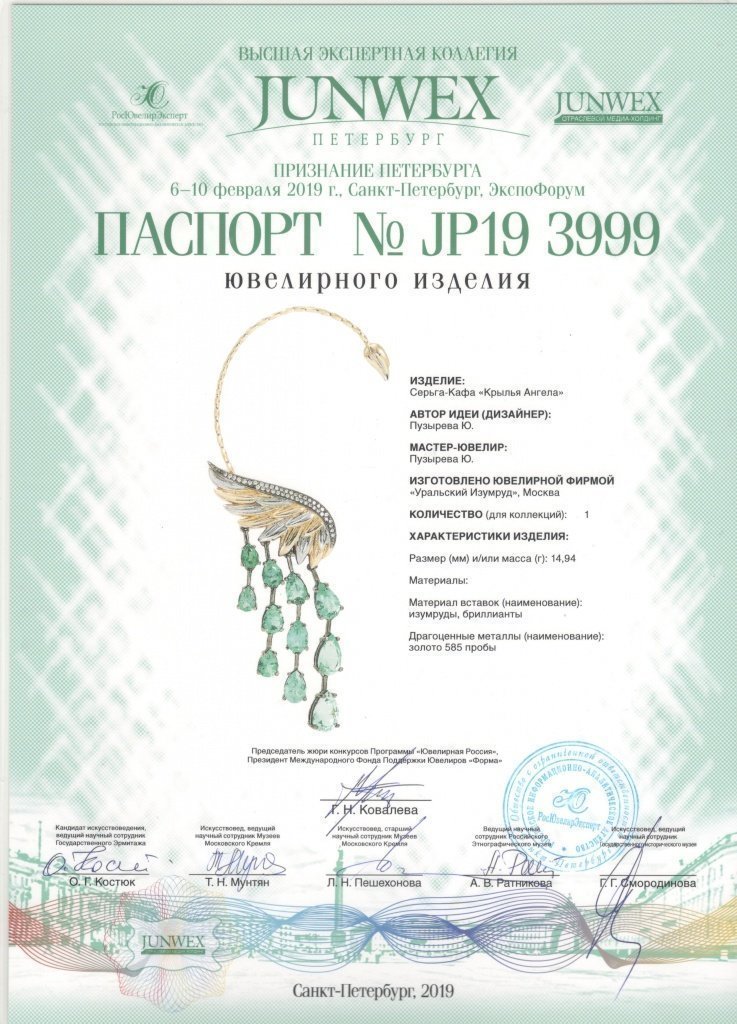 ВЫСШАЯ ЭКСПЕРТНАЯ КОЛЛЕГИЯ
РосЮвелирЭксперт
JUNWEX
ПЕТЕРБУРГ
JUNWEX
ОТРАСЛЕВОЙ МЕДИА-ХОЛДИНГ
ПРИЗНАНИЕ ПЕТЕРБУРГА
6–10 февраля 2019 г., Санкт-Петербург, ЭкспоФорум
ПАСПОРТ № JP19 3999
ювелирного изделия
ИЗДЕЛИЕ:
Серьга-Кафа «Крылья Ангела»
АВТОР ИДЕИ (ДИЗАЙНЕР):
Пузырева Ю.
МАСТЕР-ЮВЕЛИР:
Пузырева Ю.
ИЗГОТОВЛЕНО ЮВЕЛИРНОЙ ФИРМОЙ
«Уральский Изумруд», Москва
КОЛИЧЕСТВО (для коллекций): 1
ХАРАКТЕРИСТИКИ ИЗДЕЛИЯ:
Размер (мм) и/или масса (г): 14,94
Материалы:
Материал вставок (наименование):
изумруды, бриллианты
Драгоценные металлы (наименование):
золото 585 пробы
Председатель жюри конкурсов Программы «Ювелирная Россия»,
Президент Международного Фонда Поддержки Ювелиров «Форма»
Г. Н. Ковалева
Кандидат искусствоведения,
ведущий научный сотрудник
Государственного Эрмитажа
О. Г. Костюк
Искусствовед, ведущий
научный сотрудник Музеев
Московского Кремля
Т. Н. Мунтян
Искусствовед, старший
научный сотрудник Музеев
Московского Кремля
Л. Н. Пешехонова
Ведущий научный
сотрудник Российского
Этнографического музея
А. В. Ратникова
Искусствовед, ведущий
научный сотрудник
Государственного исторического музея
Г. Г. Смородинова
РосЮвелирЭксперт
JUNWEX
Санкт-Петербург, 2019